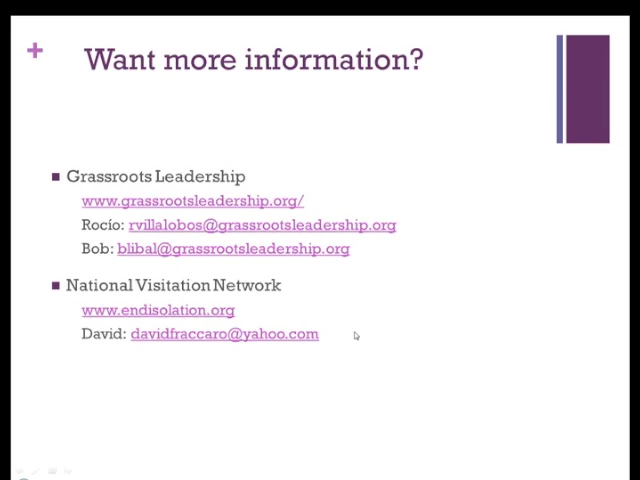 + Want more information?
■ Grassroots Leadership
www.grassrootsleadership.org/
Rocío: rvillalobos@grassrootsleadership.org
Bob: blibal@grassrootsleadership.org
■ National Visitation Network
www.endisolation.org
David: davidfraccaro@yahoo.com